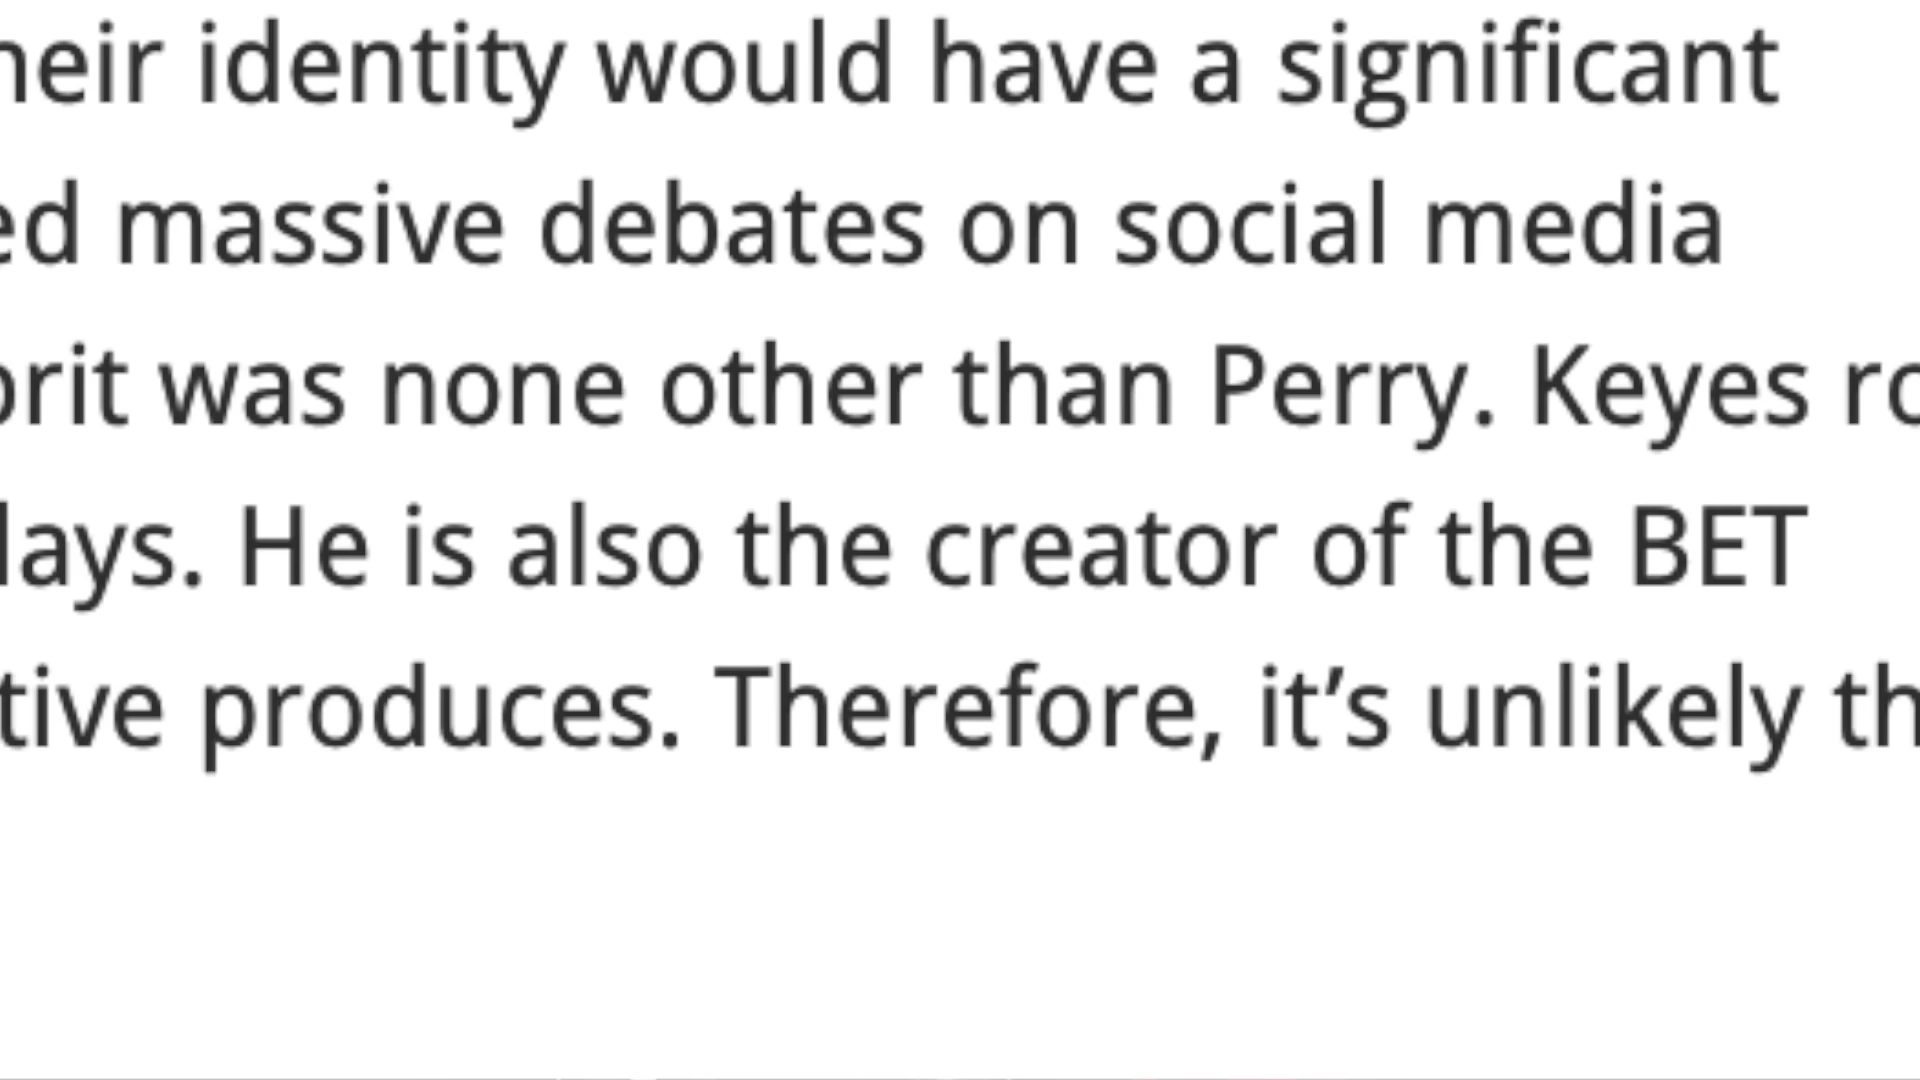 heir identity would have a significant
ed massive debates on social media
prit was none other than Perry. Keyes ro
lays. He is also the creator of the BET
tive produces. Therefore, it’s unlikely th